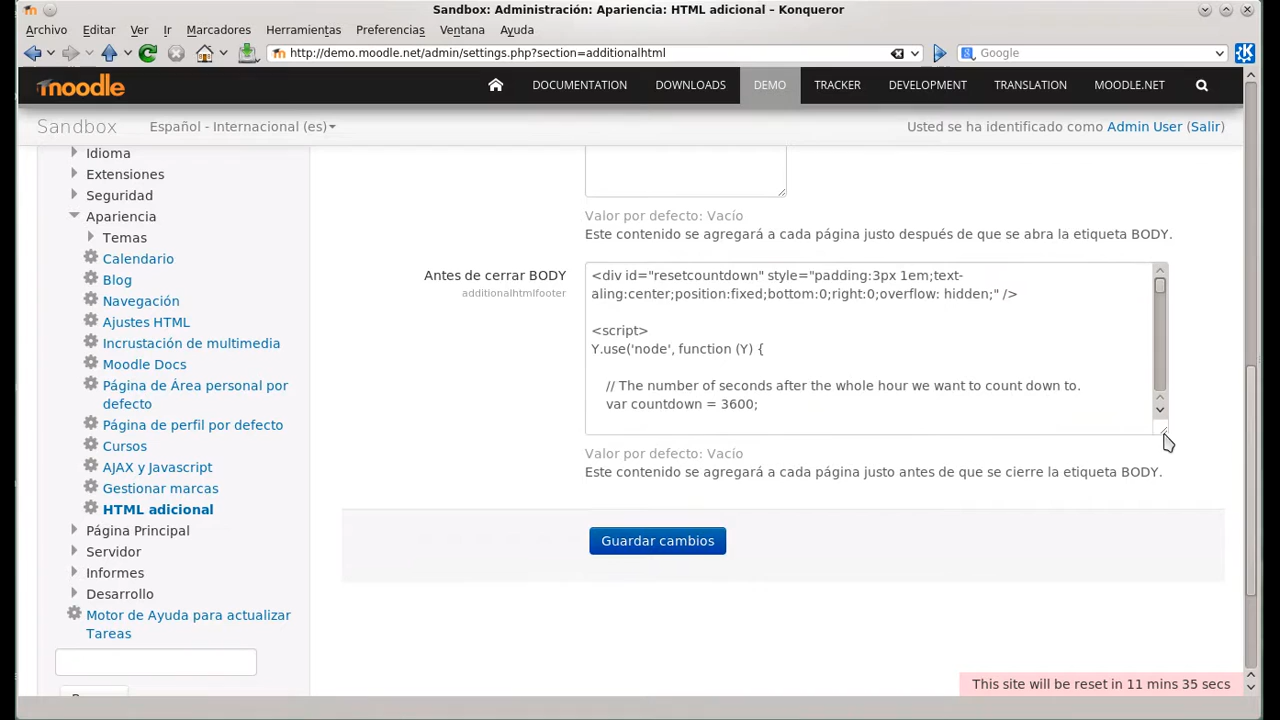 Sandbox: Administración: Apariencia: HTML adicional – Konqueror
Archivo Editar Ver Ir Marcadores Herramientas Preferencias Ventana Ayuda
http://demo.moodle.net/admin/settings.php?section=additionalhtml
Google
moodle
DOCUMENTATION DOWNLOADS DEMO TRACKER DEVELOPMENT TRANSLATION MOODLE.NET
Sandbox Español - Internacional (es) Usted se ha identificado como Admin User (Salir)
Idioma
Extensiones
Seguridad
Apariencia
Temas
Calendario
Blog
Navegación
Ajustes HTML
Incrustación de multimedia
Moodle Docs
Página de Área personal por
defecto
Página de perfil por defecto
Cursos
AJAX y Javascript
Gestionar marcas
HTML adicional
Página Principal
Servidor
Informes
Desarrollo
Motor de Ayuda para actualizar
Tareas
Valor por defecto: Vacío
Este contenido se agregará a cada página justo después de que se abra la etiqueta BODY.
Antes de cerrar BODY
additionalhtmlfooter
<div id="resetcountdown" style="padding:3px 1em;text-
aling:center;position:fixed;bottom:0;right:0;overflow: hidden;" />
<script>
Y.use('node', function (Y) {
// The number of seconds after the whole hour we want to count down to.
var countdown = 3600;
Valor por defecto: Vacío
Este contenido se agregará a cada página justo antes de que se cierre la etiqueta BODY.
Guardar cambios
This site will be reset in 11 mins 35 secs